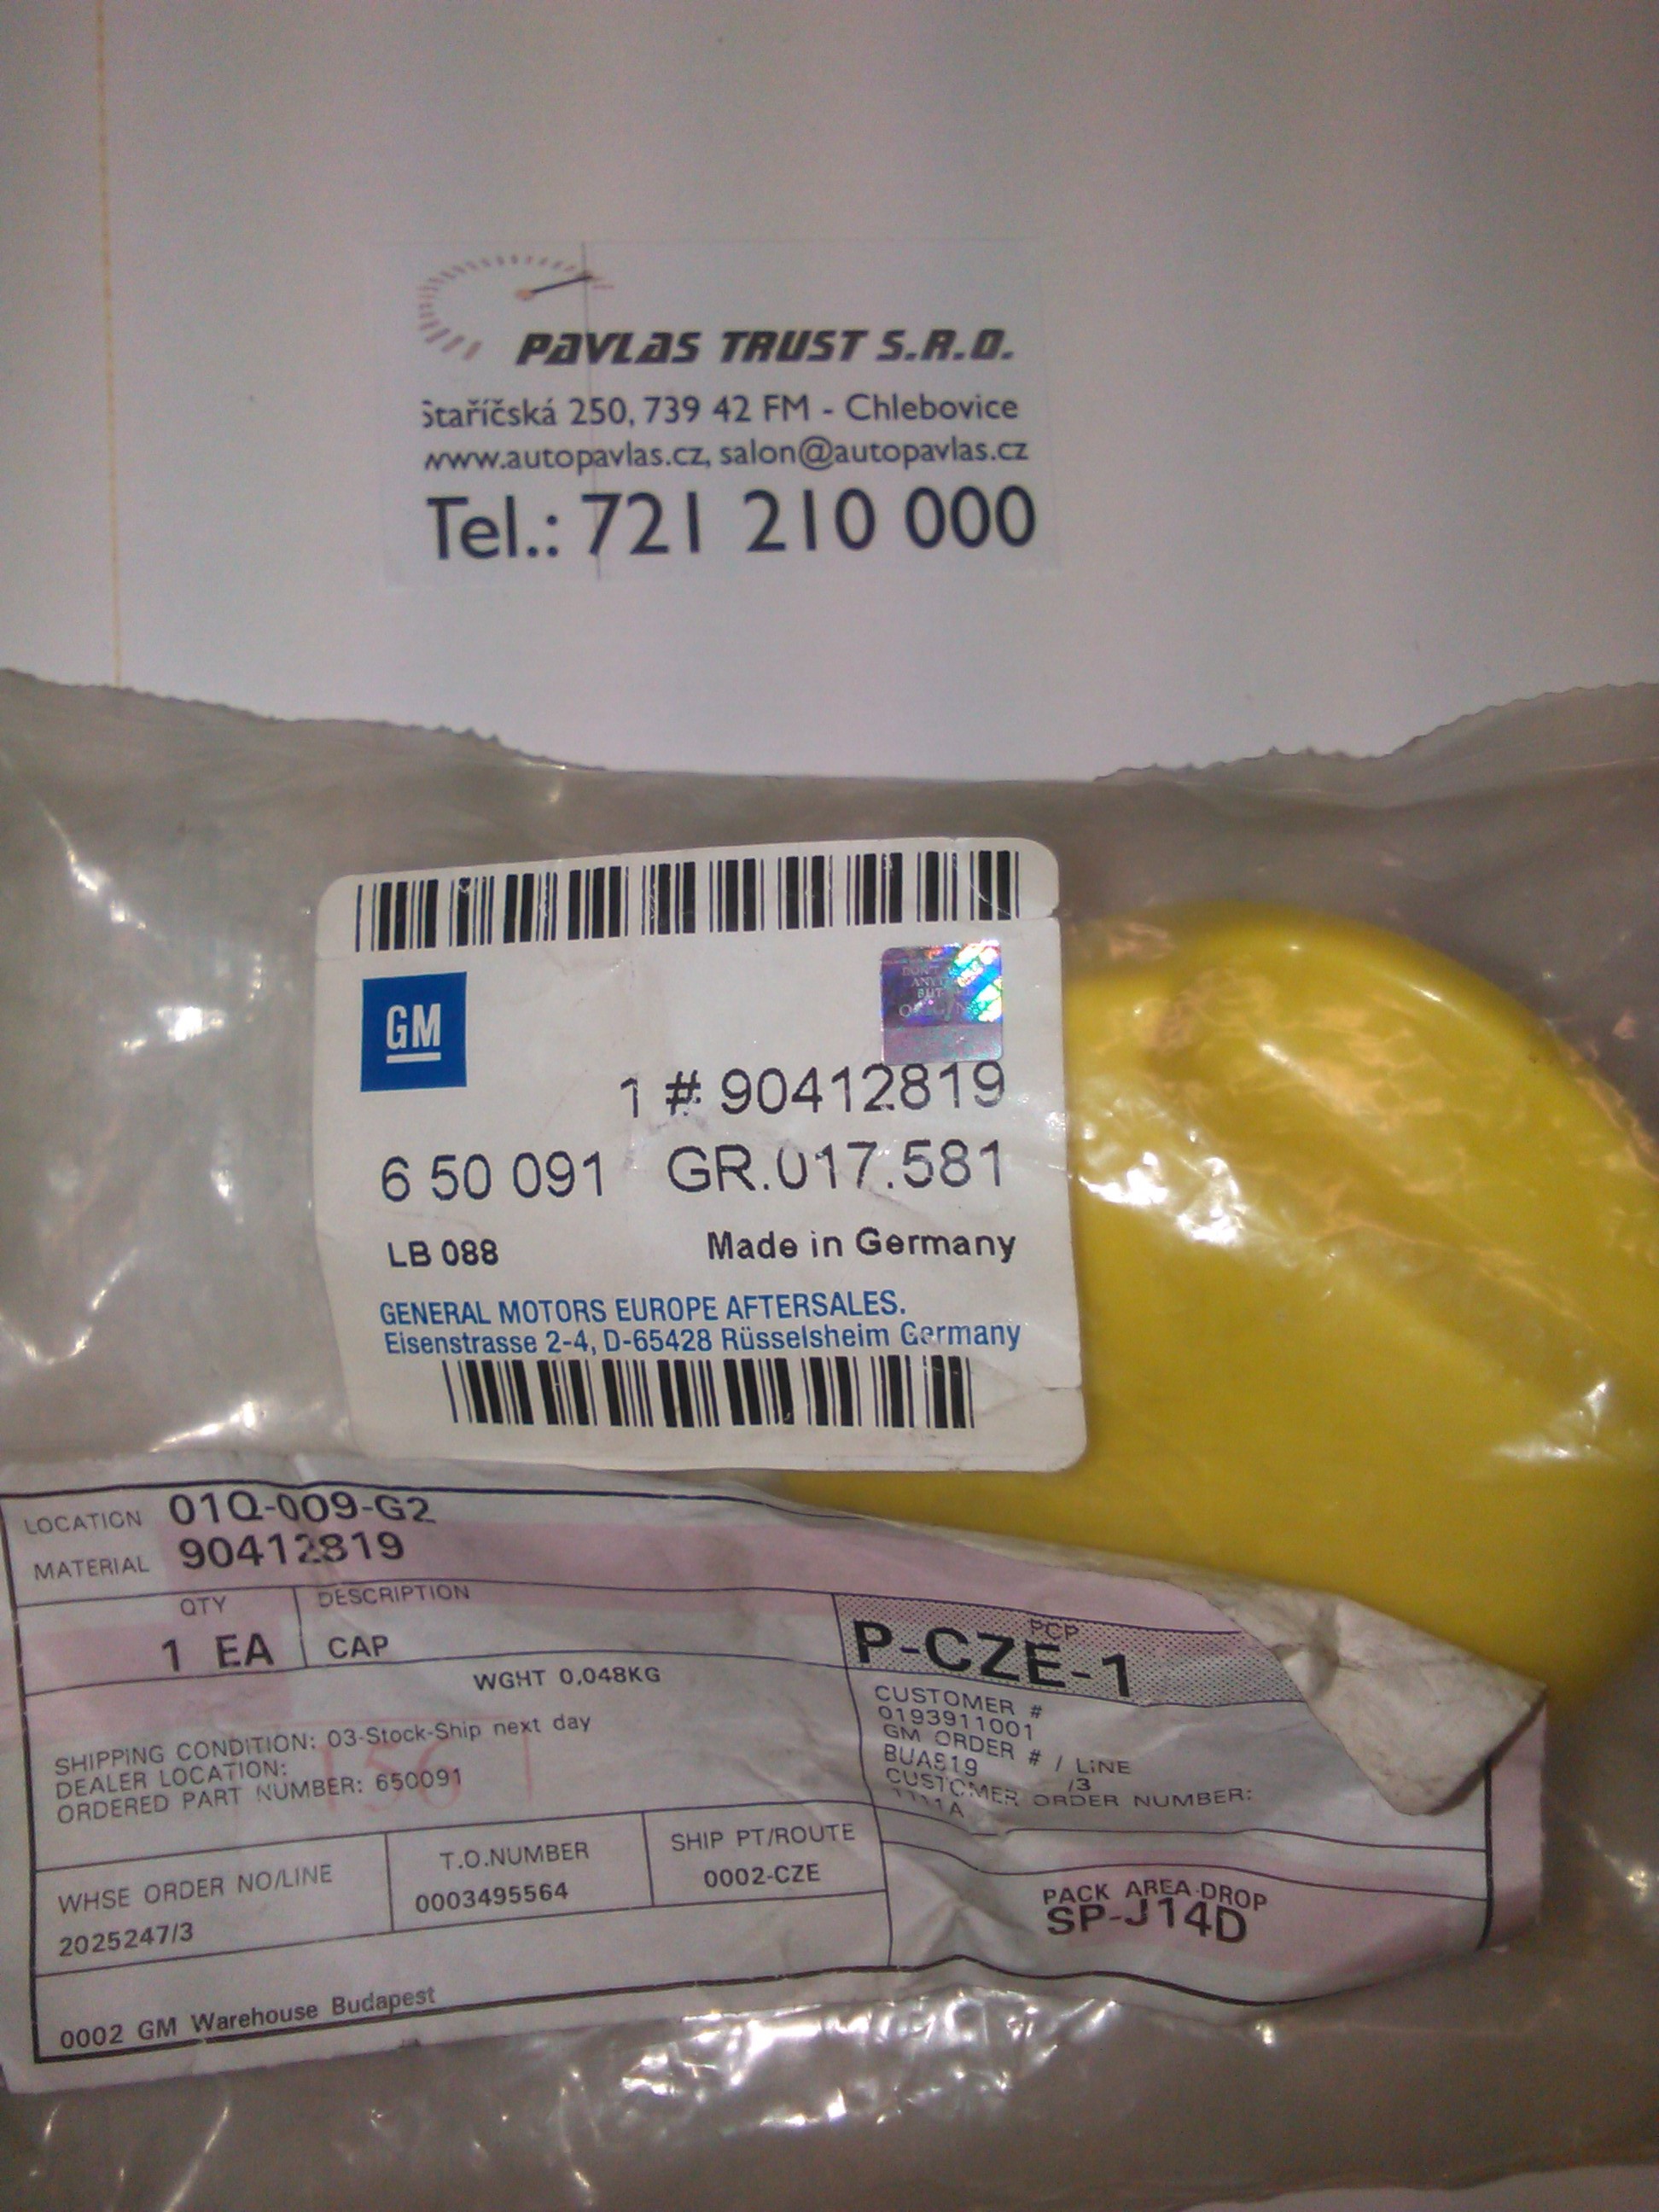 PAVLAS TRUST S.R.O.
Staříčská 250, 739 42 FM - Chlebovice
www.autopavlas.cz, salon@autopavlas.cz
Tel.: 721 210 000
GM
BUT
1 # 90412819
6 50 091 GR.017.581
LB 088 Made in Germany
GENERAL MOTORS EUROPE AFTERSALES.
Eisenstrasse 2-4, D-65428 Rüsselsheim Germany
LOCATION 01Q-009-G2
MATERIAL 90412819
QTY DESCRIPTION
1 EA CAP
WGHT 0,048KG
PCP
P-CZE-1
SHIPPING CONDITION: 03-Stock-Ship next day
DEALER LOCATION:
ORDERED PART NUMBER: 650091
156
CUSTOMER #
0193911001
GM ORDER # / LINE
BUA519 /3
CUSTOMER ORDER NUMBER:
WHSE ORDER NO/LINE
2025247/3
T.O.NUMBER
0003495564
SHIP PT/ROUTE
0002-CZE
PACK AREA-DROP
SP-J14D
0002 GM Warehouse Budapest